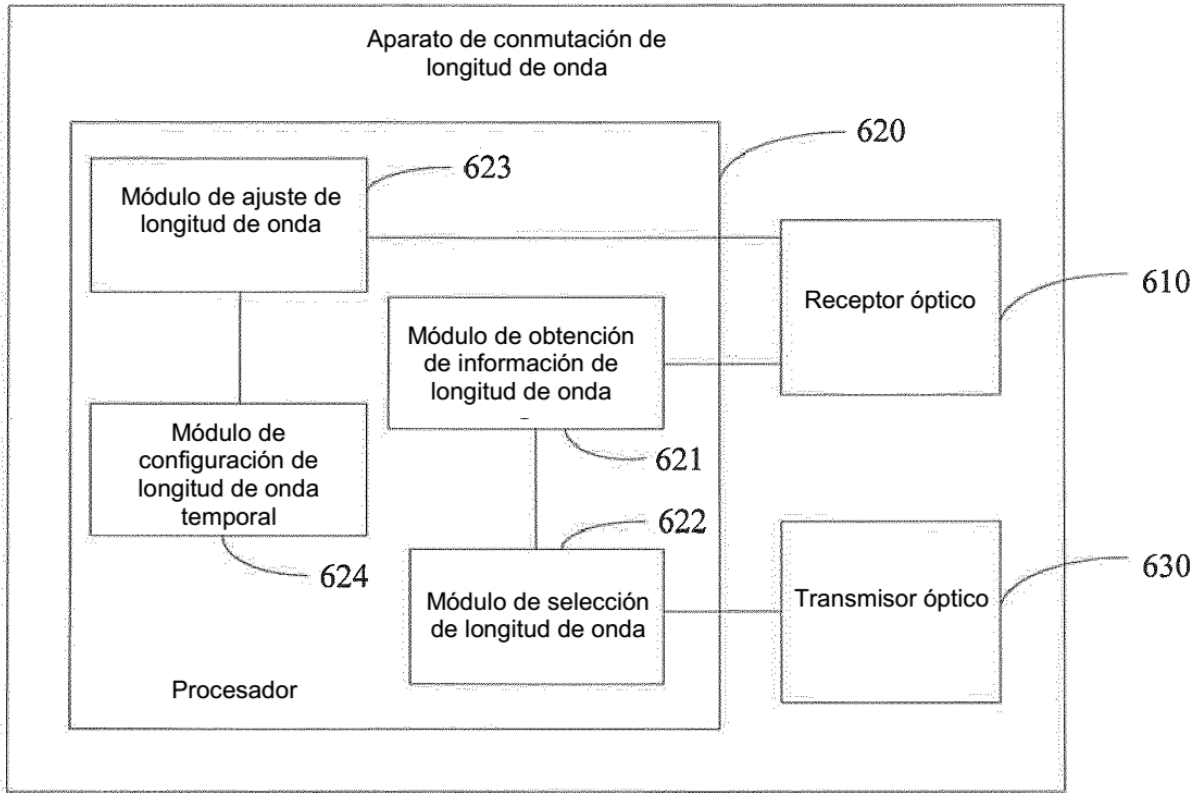 Aparato de conmutación de
longitud de onda
620
Módulo de ajuste de
longitud de onda
623
Receptor óptico
610
Módulo de obtención
de información de
longitud de onda
621
Módulo de
configuración de
longitud de onda
temporal
624
622
Módulo de selección
de longitud de onda
Transmisor óptico
630
Procesador